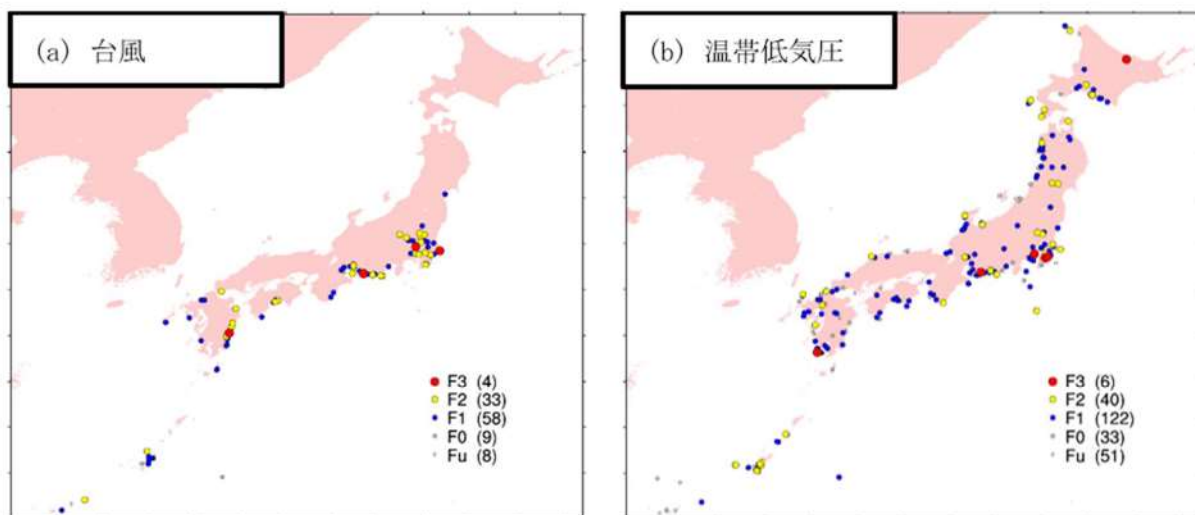 (a) 台風
F3 (4)
F2 (33)
F1 (58)
F0 (9)
Fu (8)
(b) 温帯低気圧
F3 (6)
F2 (40)
F1 (122)
F0 (33)
Fu (51)